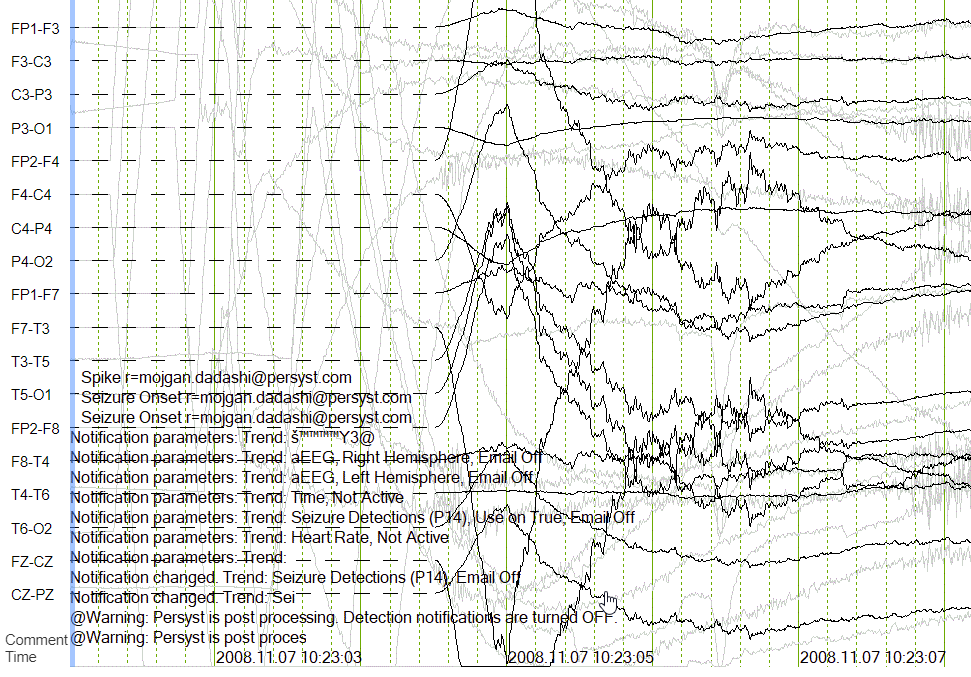 FP1-F3
F3-C3
C3-P3
P3-O1
FP2-F4
F4-C4
C4-P4
P4-O2
FP1-F7
F7-T3
T3-T5
T5-O1
FP2-F8
F8-T4
T4-T6
T6-O2
FZ-CZ
CZ-PZ
Spike r=mojgan.dadashi@persyst.com
Seizure Onset r=mojgan.dadashi@persyst.com
Seizure Onset r=mojgan.dadashi@persyst.com
Notification parameters: Trend: š™™™™Y3@
Notification parameters: Trend: aEEG, Right Hemisphere, Email Off
Notification parameters: Trend: aEEG, Left Hemisphere, Email Off
Notification parameters: Trend: Time, Not Active
Notification parameters: Trend: Seizure Detections (P14), Use on True, Email Off
Notification parameters: Trend: Heart Rate, Not Active
Notification parameters: Trend:
Notification changed. Trend: Seizure Detections (P14), Email Off
Notification changed. Trend: Sei
@Warning: Persyst is post processing. Detection notifications are turned OFF.
Comment @Warning: Persyst is post proces
Time 2008.11.07 10:23:03 2008.11.07 10:23:05 2008.11.07 10:23:07